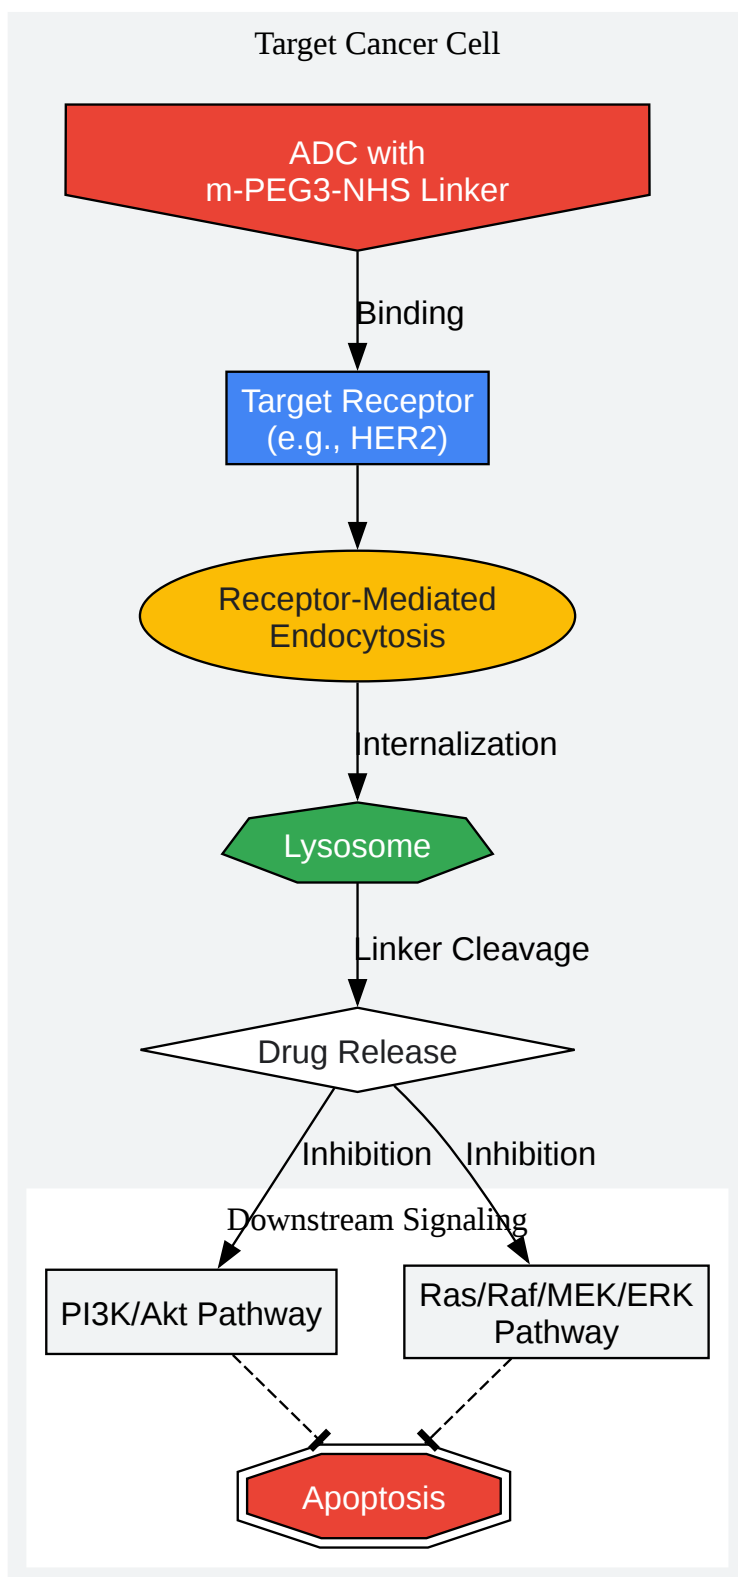 Target Cancer Cell
ADC with
m-PEG3-NHS Linker
Binding
Target Receptor
(e.g., HER2)
Receptor-Mediated
Endocytosis
Internalization
Lysosome
Linker Cleavage
Drug Release
Inhibition
Inhibition
Downstream Signaling
PI3K/Akt Pathway
Ras/Raf/MEK/ERK
Pathway
Apoptosis